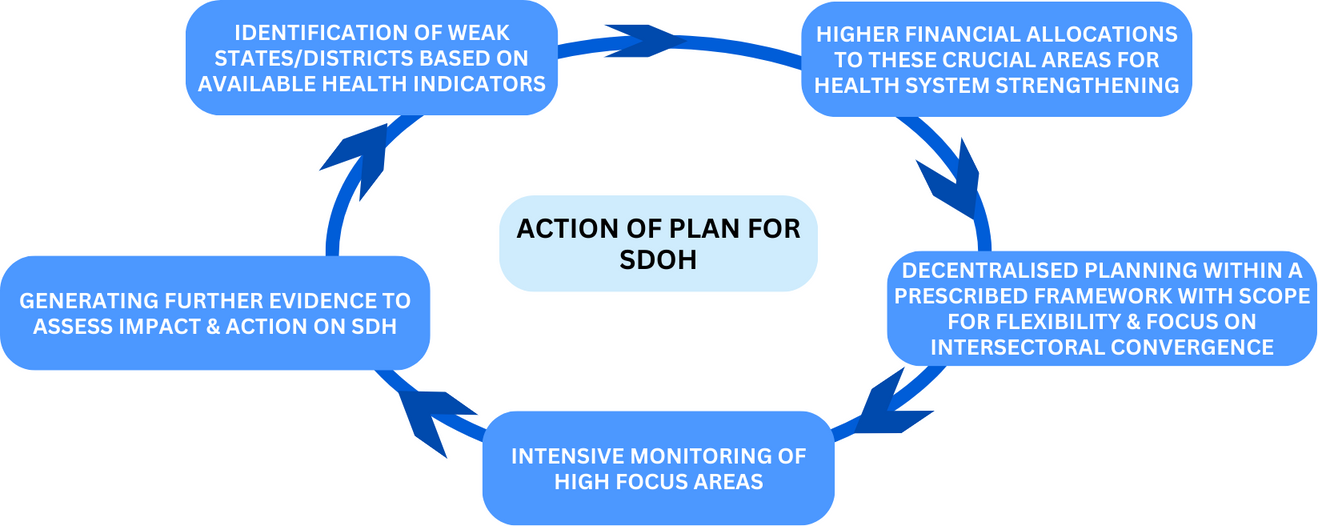 IDENTIFICATION OF WEAK
STATES/DISTRICTS BASED ON
AVAILABLE HEALTH INDICATORS
HIGHER FINANCIAL ALLOCATIONS
TO THESE CRUCIAL AREAS FOR
HEALTH SYSTEM STRENGTHENING
DECENTRALISED PLANNING WITHIN A
PRESCRIBED FRAMEWORK WITH SCOPE
FOR FLEXIBILITY & FOCUS ON
INTERSECTORAL CONVERGENCE
INTENSIVE MONITORING OF
HIGH FOCUS AREAS
GENERATING FURTHER EVIDENCE TO
ASSESS IMPACT & ACTION ON SDH
ACTION OF PLAN FOR
SDOH